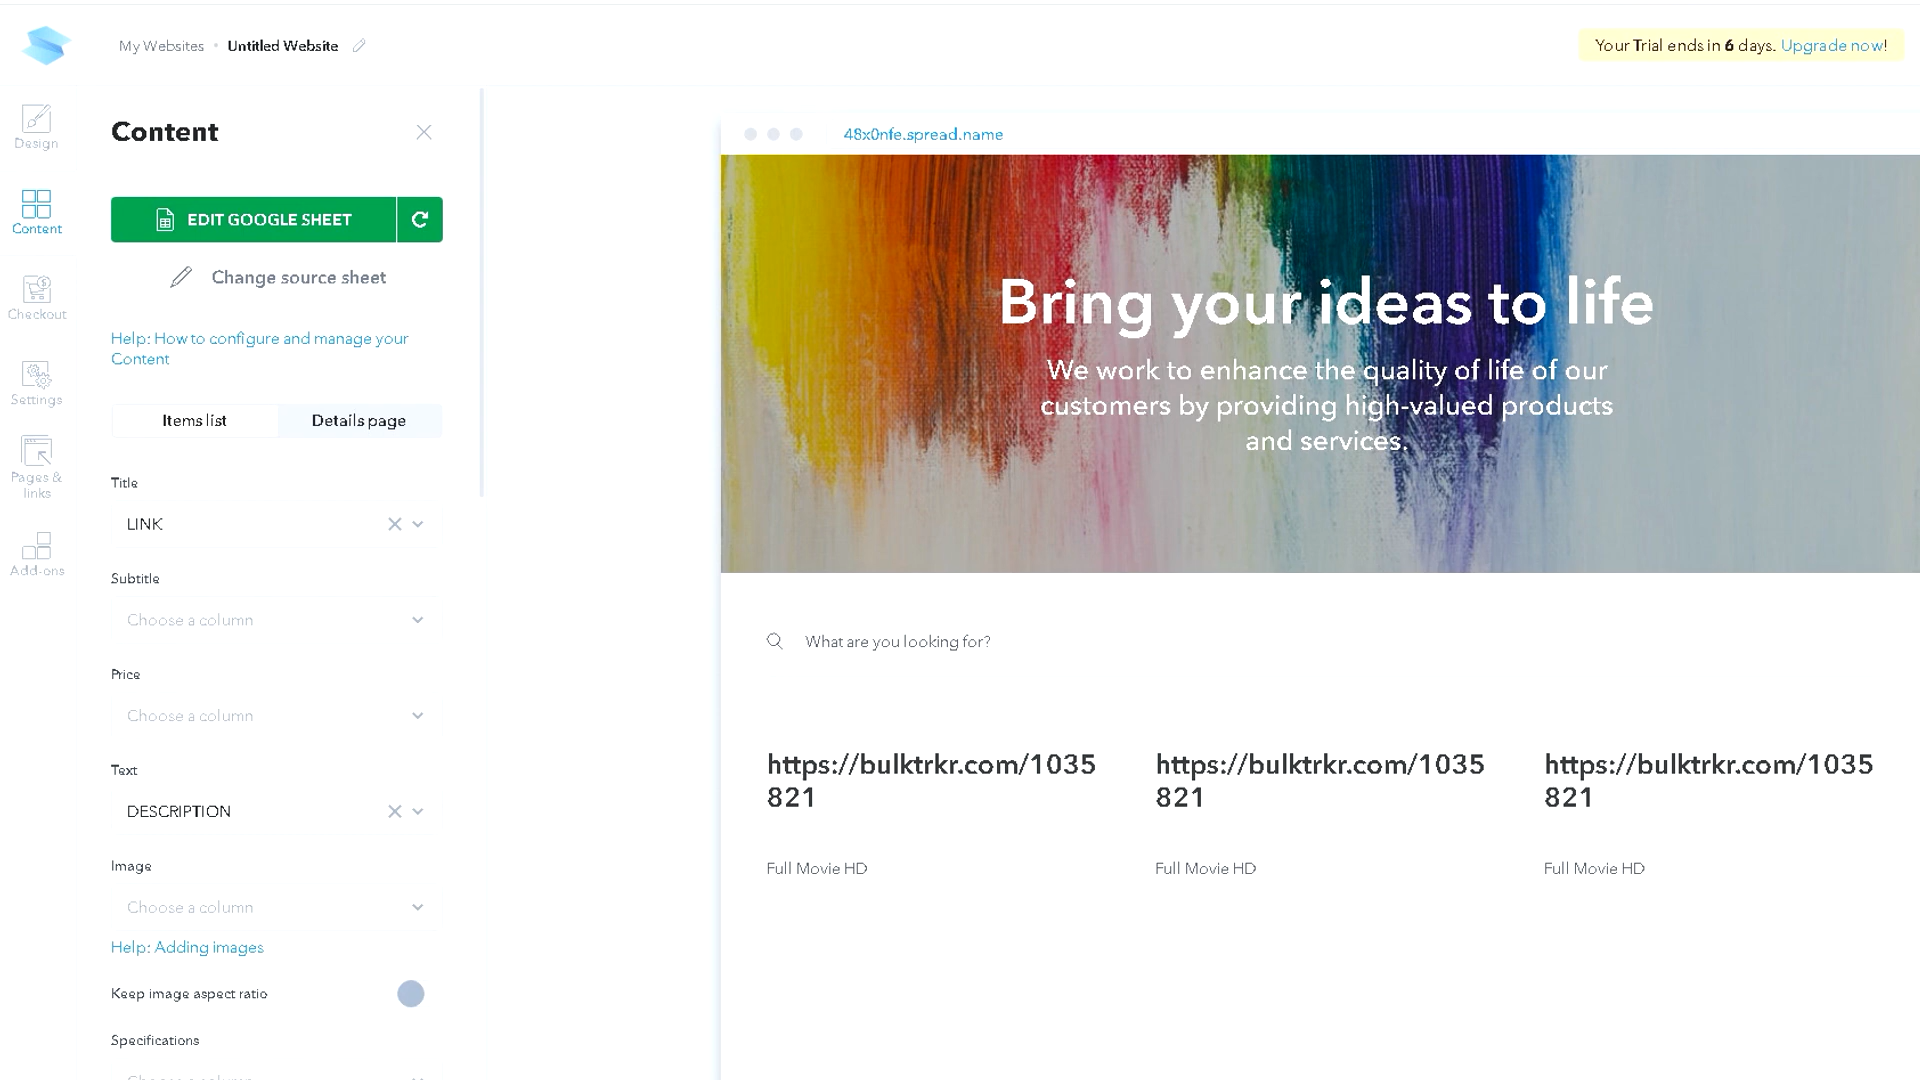 My Websites • Untitled Website
Your Trial ends in 6 days. Upgrade now!
Design
Content
Checkout
Settings
Pages &
links
Add-ons
Content
EDIT GOOGLE SHEET
Change source sheet
Help: How to configure and manage your
Content
Items list
Details page
Title
LINK
Subtitle
Choose a column
Price
Choose a column
Text
DESCRIPTION
Image
Choose a column
Help: Adding images
Keep image aspect ratio
Specifications
48x0nfe.spread.name
Bring your ideas to life
We work to enhance the quality of life of our
customers by providing high-valued products
and services.
What are you looking for?
https://bulktrkr.com/1035
821
Full Movie HD
https://bulktrkr.com/1035
821
Full Movie HD
https://bulktrkr.com/1035
821
Full Movie HD